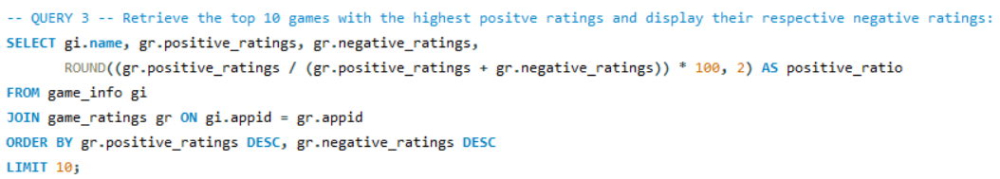 -- QUERY 3 -- Retrieve the top 10 games with the highest positve ratings and display their respective negative ratings:
SELECT gi.name, gr.positive_ratings, gr.negative_ratings,
ROUND((gr.positive_ratings / (gr.positive_ratings + gr.negative_ratings)) * 100, 2) AS positive_ratio
FROM game_info gi
JOIN game_ratings gr ON gi.appid = gr.appid
ORDER BY gr.positive_ratings DESC, gr.negative_ratings DESC
LIMIT 10;